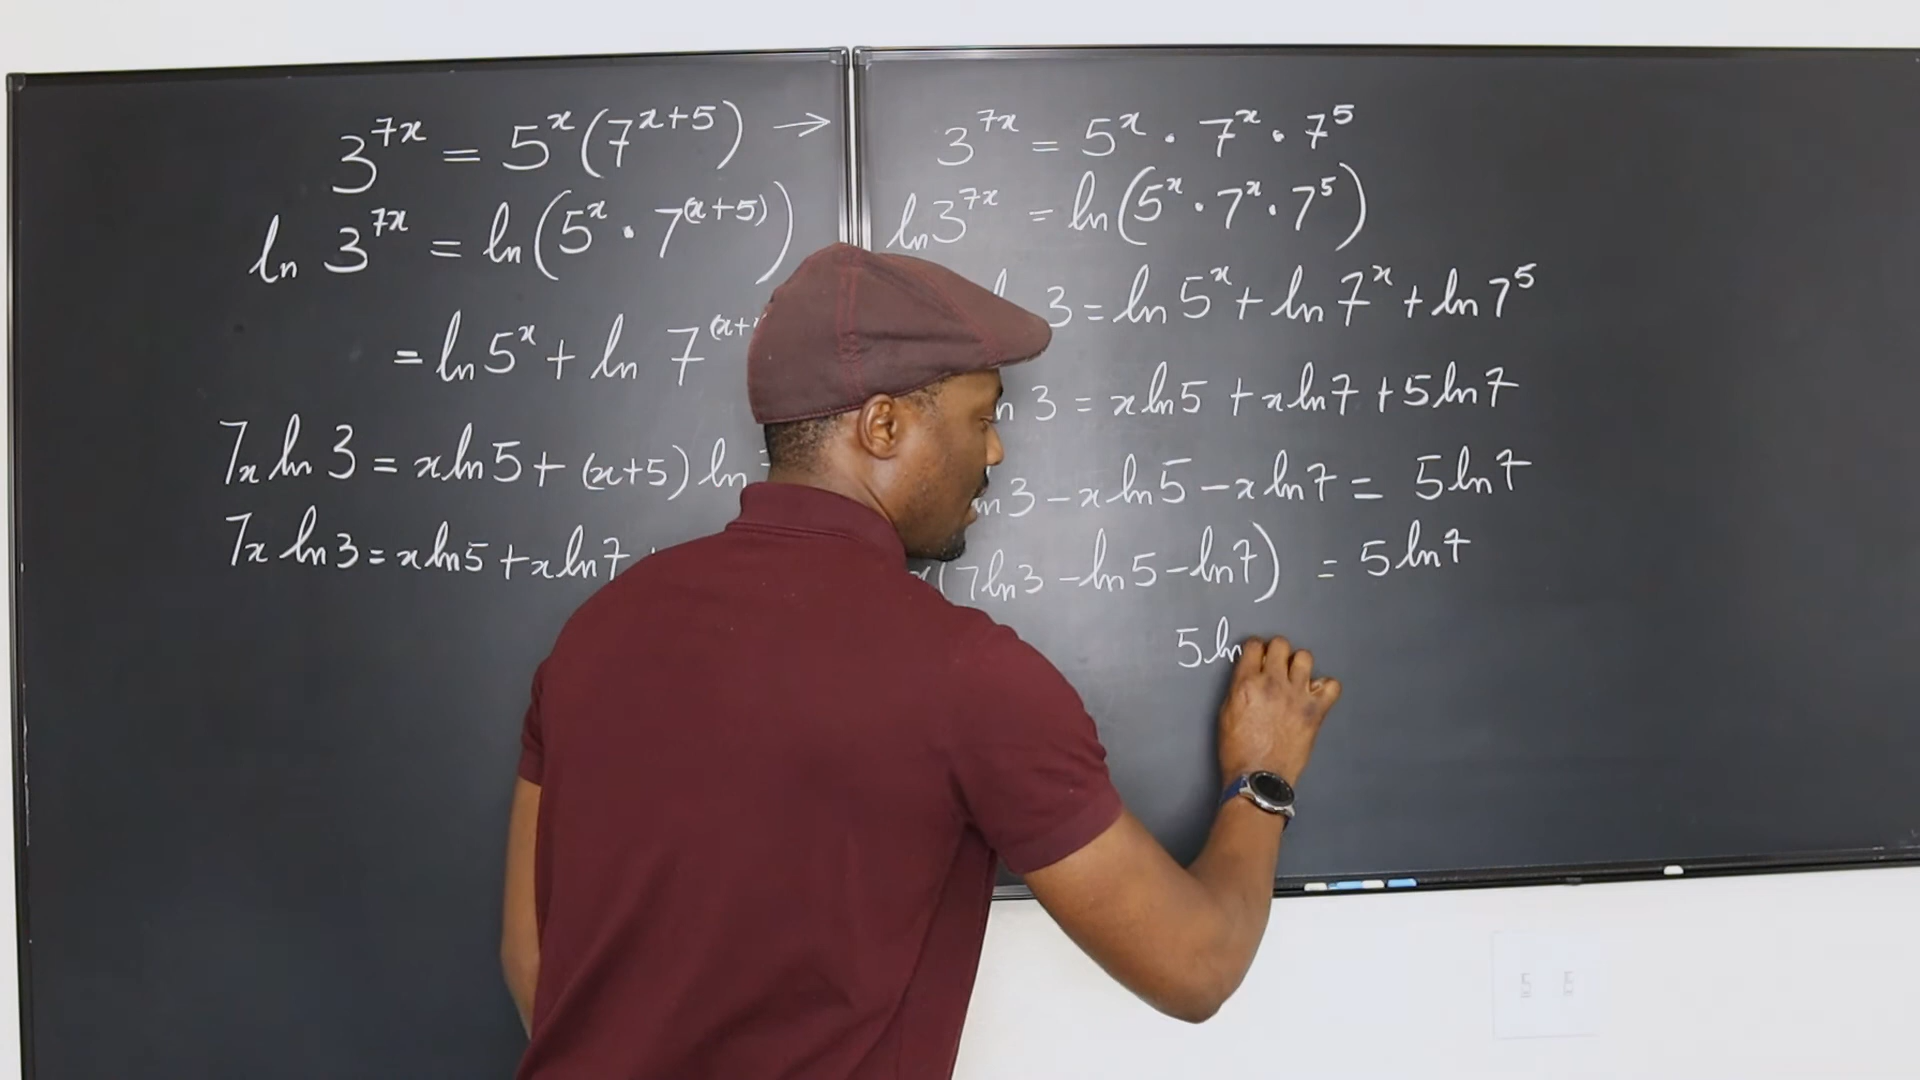 3^{7x} = 5^x (7^{x+5}) →
ln 3^{7x} = ln(5^x · 7^{(x+5)})
= ln 5^x + ln 7^{(x+
7x ln 3 = x ln 5 + (x+5) ln
7x ln 3 = x ln 5 + x ln 7
3^{7x} = 5^x · 7^x · 7^5
ln 3^{7x} = ln(5^x · 7^x · 7^5)
3 = ln 5^x + ln 7^x + ln 7^5
n 3 = x ln 5 + x ln 7 + 5 ln 7
ln 3 - x ln 5 - x ln 7 = 5 ln 7
x(7 ln 3 - ln 5 - ln 7) = 5 ln 7
5 ln